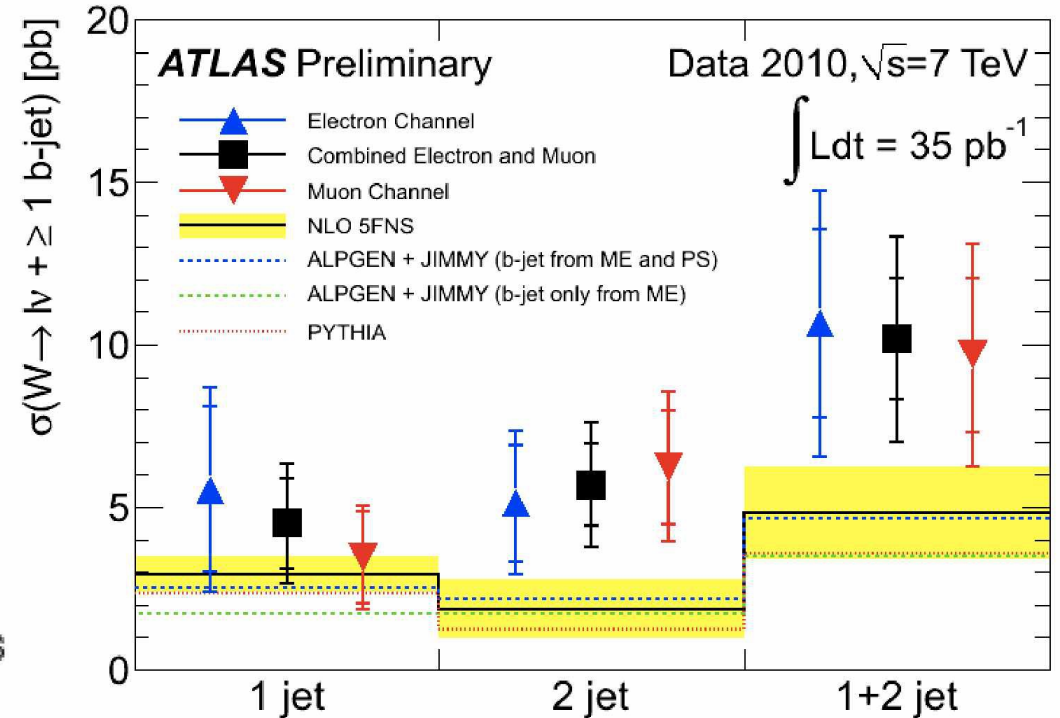 σ(W→ lν + ≥ 1 b-jet) [pb]
20
15
10
5
0
ATLAS Preliminary
Data 2010, √s=7 TeV
∫Ldt = 35 pb⁻¹
Electron Channel
Combined Electron and Muon
Muon Channel
NLO 5FNS
ALPGEN + JIMMY (b-jet from ME and PS)
ALPGEN + JIMMY (b-jet only from ME)
PYTHIA
1 jet
2 jet
1+2 jet